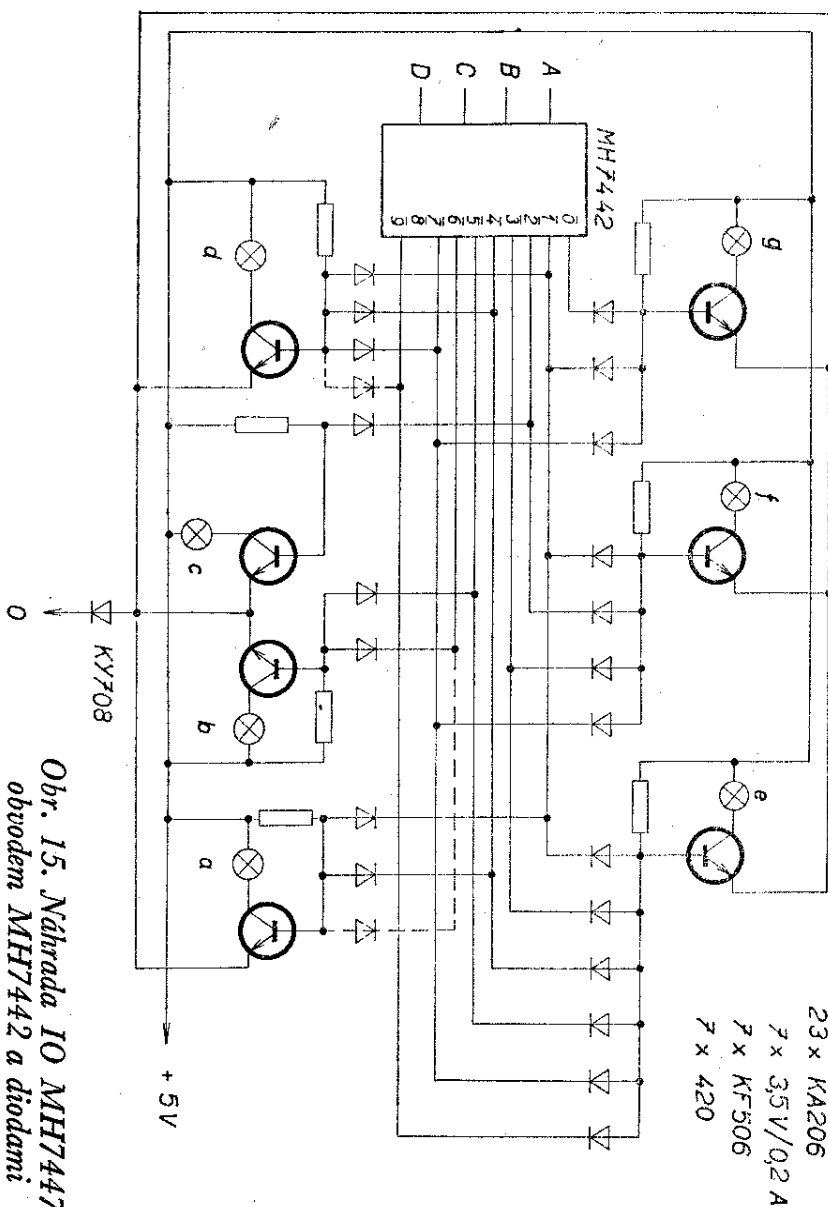 MH7442
A
B
C
D
0
1
2
3
4
5
6
7
8
9
g
f
e
d
c
b
a
0
KY708
+5V
23 × KA206
7 × 3,5V/0,2 A
7 × KF506
7 × 420
Obr. 15. Náhrada IO MH7447
obvodem MH7442 a diodami